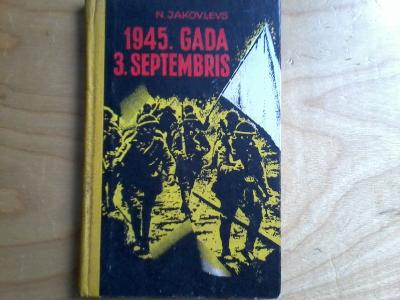 N. JAKOVĻEVS
1945. GADA
3. SEPTEMBRIS